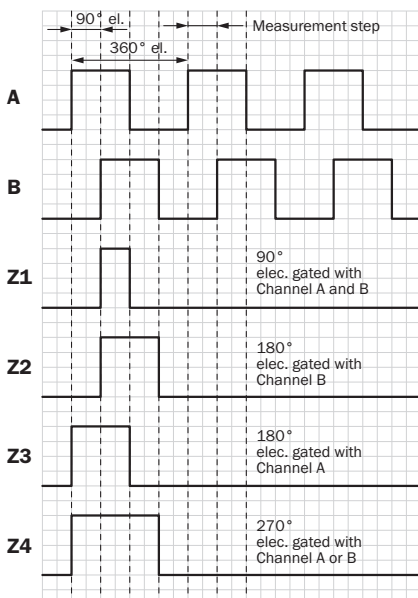 90° el.
Measurement step
360° el.
A
B
Z1
90°
elec. gated with
Channel A and B
Z2
180°
elec. gated with
Channel B
Z3
180°
elec. gated with
Channel A
Z4
270°
elec. gated with
Channel A or B